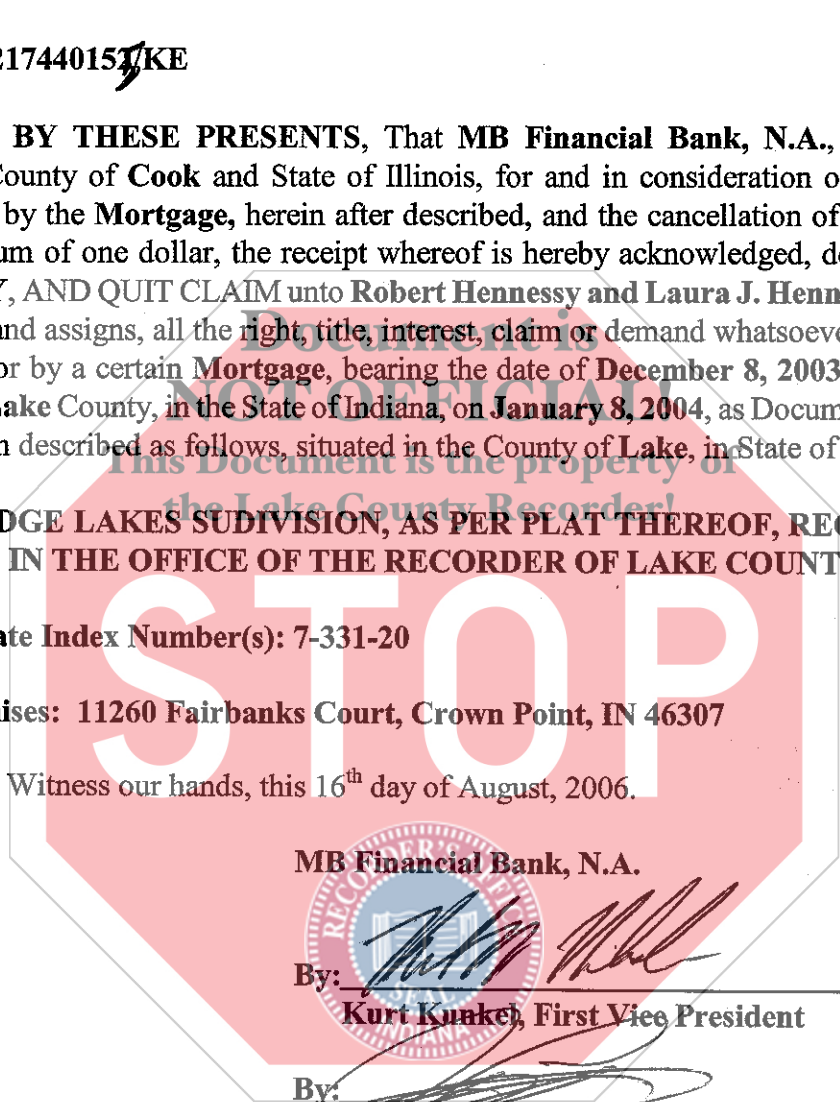 BY THESE PRESENTS, That MB Financial Bank, N.A.,
County of Cook and State of Illinois, for and in consideration o
by the Mortgage, herein after described, and the cancellation of
um of one dollar, the receipt whereof is hereby acknowledged, d
Y, AND QUIT CLAIM unto Robert Hennessy and Laura J. Henn
and assigns, all the right, title, interest, claim or demand whatsoeve
Document is
or by a certain Mortgage, bearing the date of December 8, 2003
NOT OFFICIAL!
ake County, in the State of Indiana, on January 8, 2004, as Docum
n described as follows, situated in the County of Lake, in State of
This Document is the property of
the Lake County Recorder!
DGE LAKES SUDIVISION, AS PER PLAT THEREOF, REC
IN THE OFFICE OF THE RECORDER OF LAKE COUNT
STOP
ate Index Number(s): 7-331-20
ises: 11260 Fairbanks Court, Crown Point, IN 46307
Witness our hands, this 16th day of August, 2006.
MB Financial Bank, N.A.
RECORDER'S OFFICE
SEAL
INDIANA
By:
Kurt Kunkel, First Vice President
By: